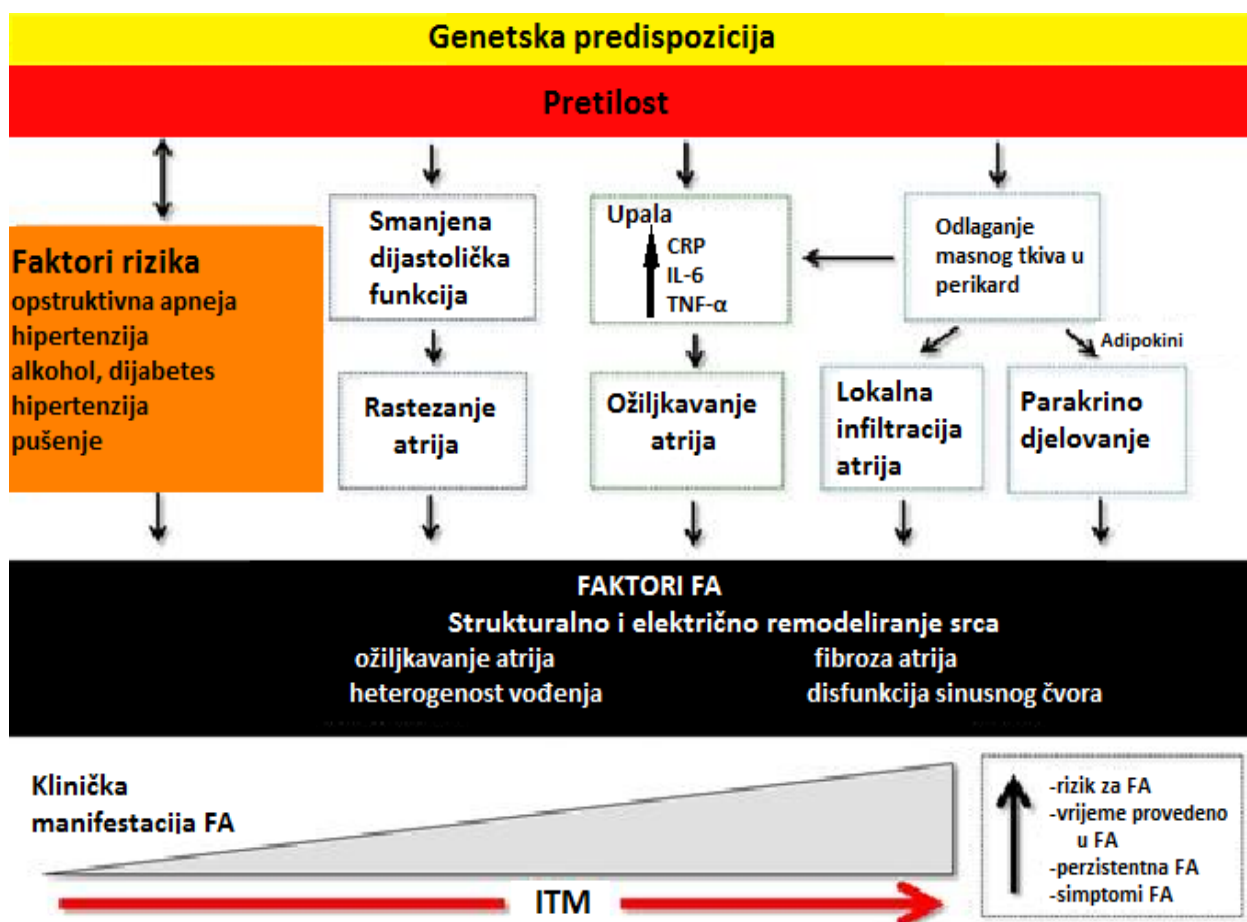 Genetska predispozicija
Pretilost
Faktori rizika
opstruktivna apneja
hipertenzija
alkohol, dijabetes
hipertenzija
pušenje
Smanjena
dijastolička
funkcija
Rastezanje
atrija
Upala
CRP
IL-6
TNF-α
Ožiljkavanje
atrija
Odlaganje
masnog tkiva u
perikard
Adipokini
Lokalna
infiltracija
atrija
Parakrino
djelovanje
FAKTORI FA
Strukturalno i električno remodeliranje srca
ožiljkavanje atrija
fibroza atrija
heterogenost vođenja
disfunkcija sinusnog čvora
Klinička
manifestacija FA
ITM
-rizik za FA
-vrijeme provedeno
u FA
-perzistentna FA
-simptomi FA